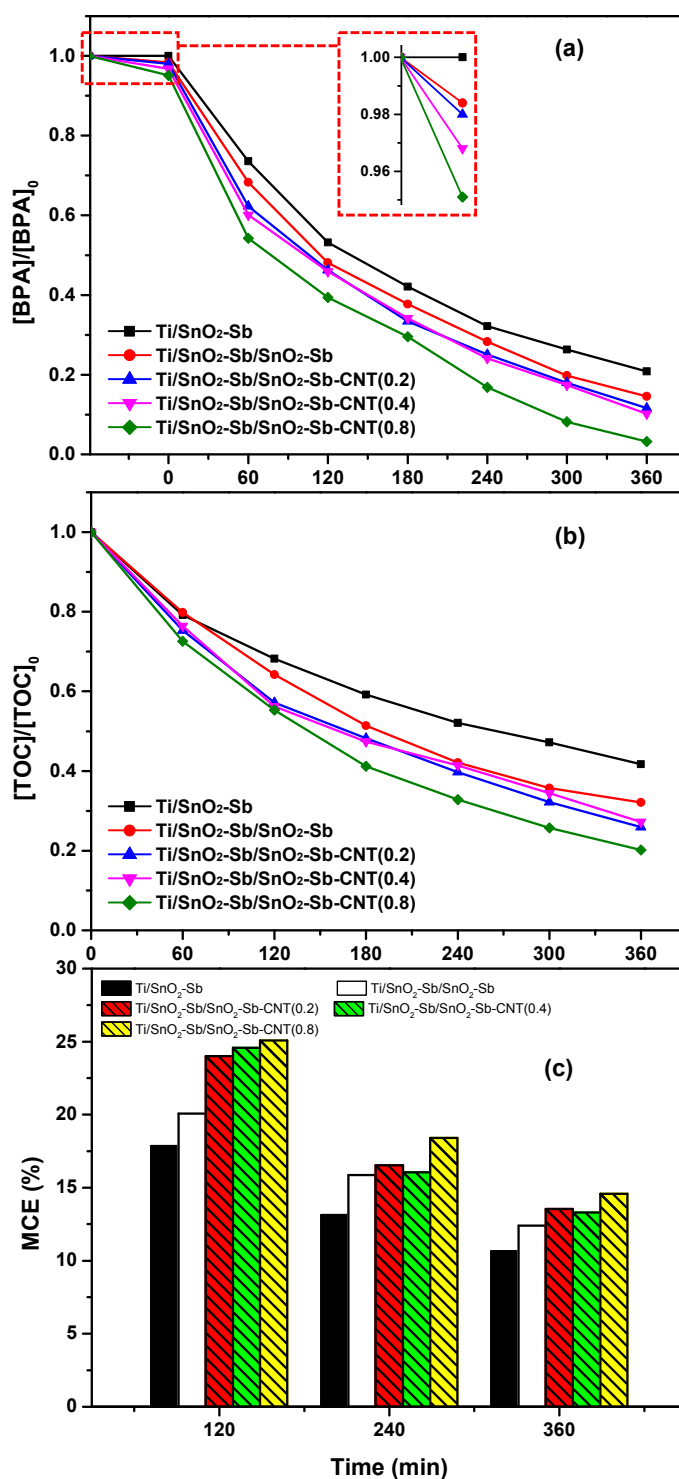 (a)
1.0
0.8
0.6
0.4
0.2
0.0
[BPA]/[BPA]₀
1.00
0.98
0.96
Ti/SnO₂-Sb
Ti/SnO₂-Sb/SnO₂-Sb
Ti/SnO₂-Sb/SnO₂-Sb-CNT(0.2)
Ti/SnO₂-Sb/SnO₂-Sb-CNT(0.4)
Ti/SnO₂-Sb/SnO₂-Sb-CNT(0.8)
0 60 120 180 240 300 360
(b)
1.0
0.8
0.6
0.4
0.2
0.0
[TOC]/[TOC]₀
Ti/SnO₂-Sb
Ti/SnO₂-Sb/SnO₂-Sb
Ti/SnO₂-Sb/SnO₂-Sb-CNT(0.2)
Ti/SnO₂-Sb/SnO₂-Sb-CNT(0.4)
Ti/SnO₂-Sb/SnO₂-Sb-CNT(0.8)
0 60 120 180 240 300 360
30
25
20
15
10
5
0
MCE (%)
Ti/SnO₂-Sb Ti/SnO₂-Sb/SnO₂-Sb
Ti/SnO₂-Sb/SnO₂-Sb-CNT(0.2) Ti/SnO₂-Sb/SnO₂-Sb-CNT(0.4)
Ti/SnO₂-Sb/SnO₂-Sb-CNT(0.8)
(c)
120 240 360
Time (min)